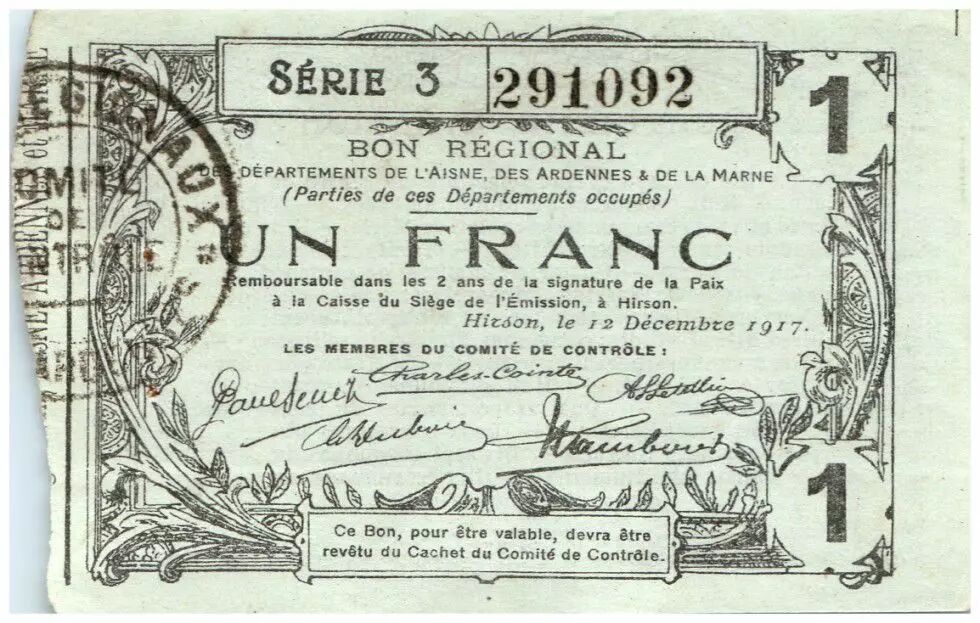 SÉRIE 3 291092
1
BON RÉGIONAL
DES DÉPARTEMENTS DE L'AISNE, DES ARDENNES & DE LA MARNE
(Parties de ces Départements occupés)
UN FRANC
Remboursable dans les 2 ans de la signature de la Paix
à la Caisse du Siège de l'Émission, à Hirson.
Hirson, le 12 Décembre 1917.
LES MEMBRES DU COMITÉ DE CONTRÔLE :
Charles-Cointe
1
Ce Bon, pour être valable, devra être
revêtu du Cachet du Comité de Contrôle.